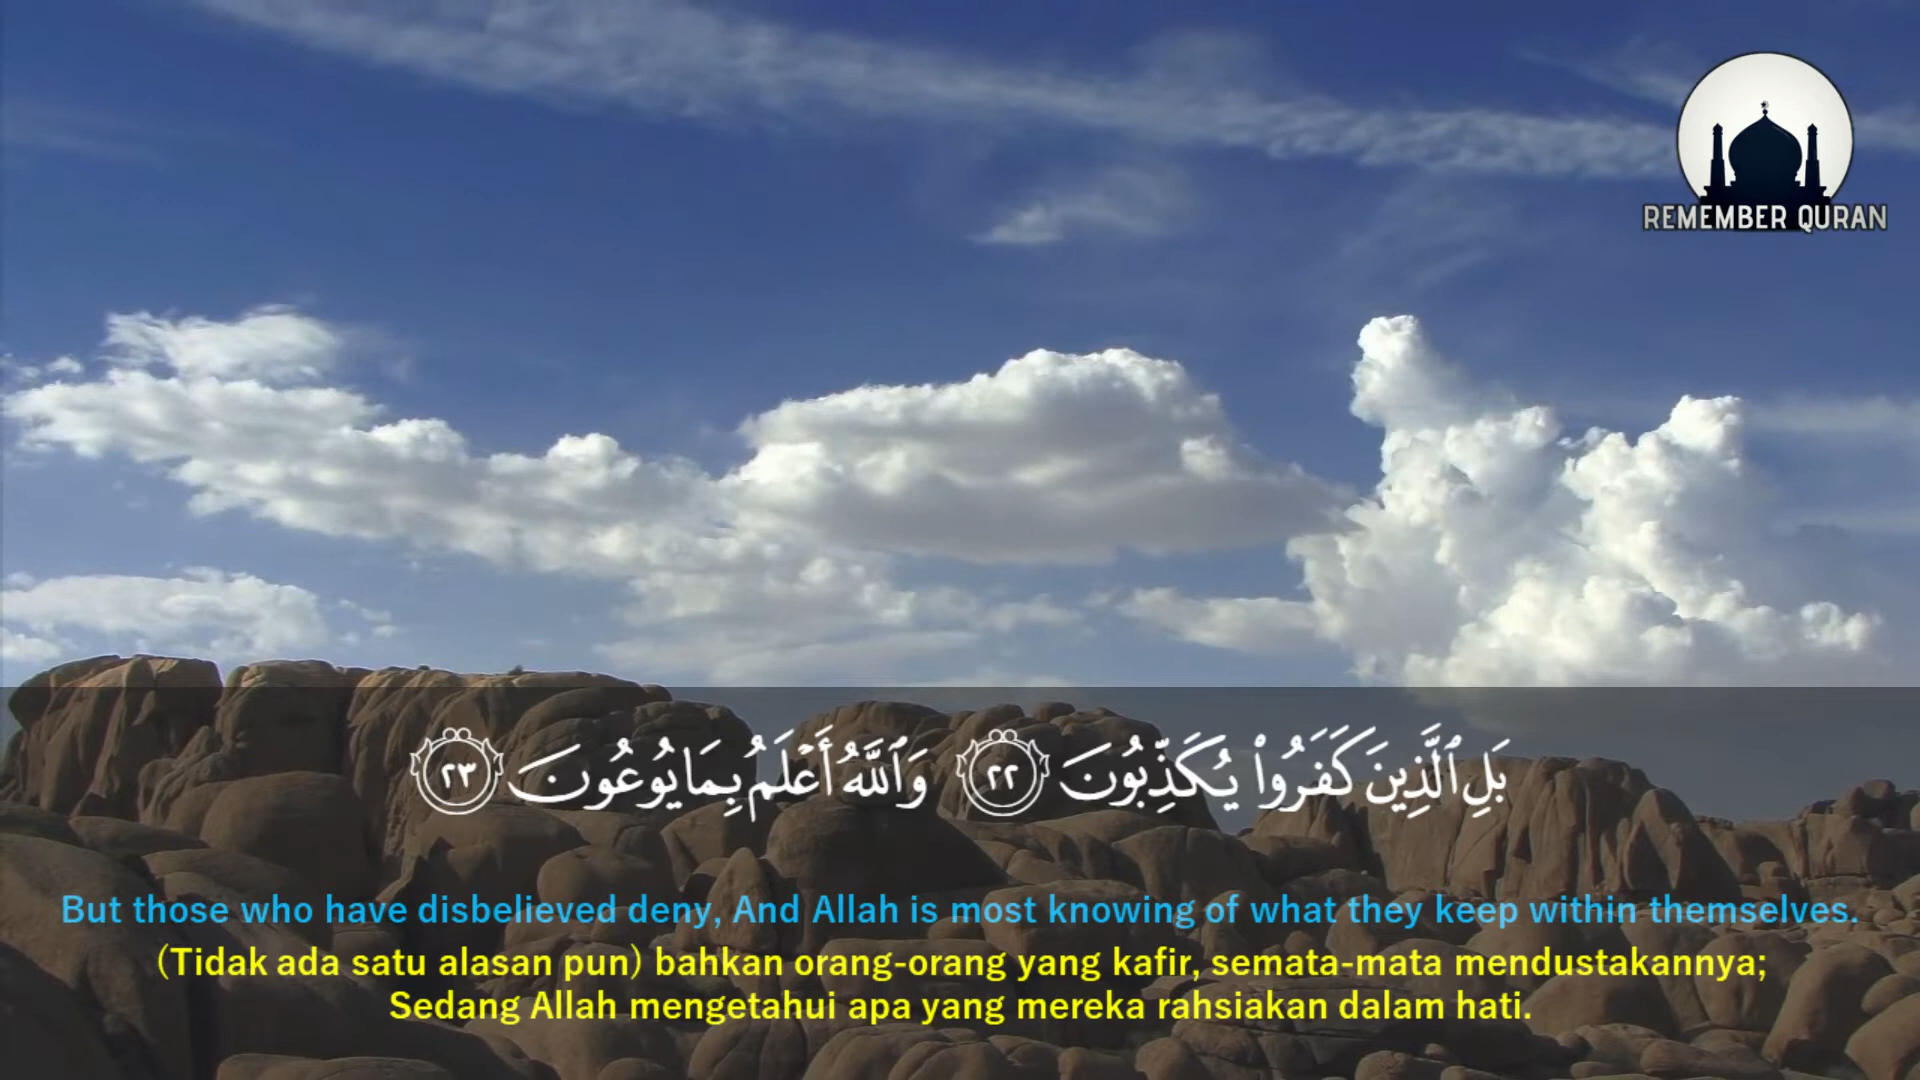 REMEMBER QURAN
بَلِ ٱلَّذِينَ كَفَرُوا۟ يُكَذِّبُونَ ٢٢ وَٱللَّهُ أَعْلَمُ بِمَا يُوعُونَ ٢٣
But those who have disbelieved deny, And Allah is most knowing of what they keep within themselves.
(Tidak ada satu alasan pun) bahkan orang-orang yang kafir, semata-mata mendustakannya;
Sedang Allah mengetahui apa yang mereka rahsiakan dalam hati.